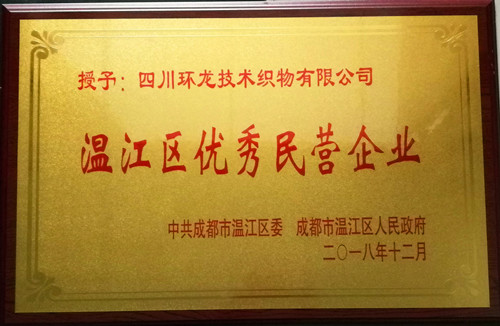 授予：四川环龙技术织物有限公司
温江区优秀民营企业
中共成都市温江区委 成都市温江区人民政府
二〇一八年十二月